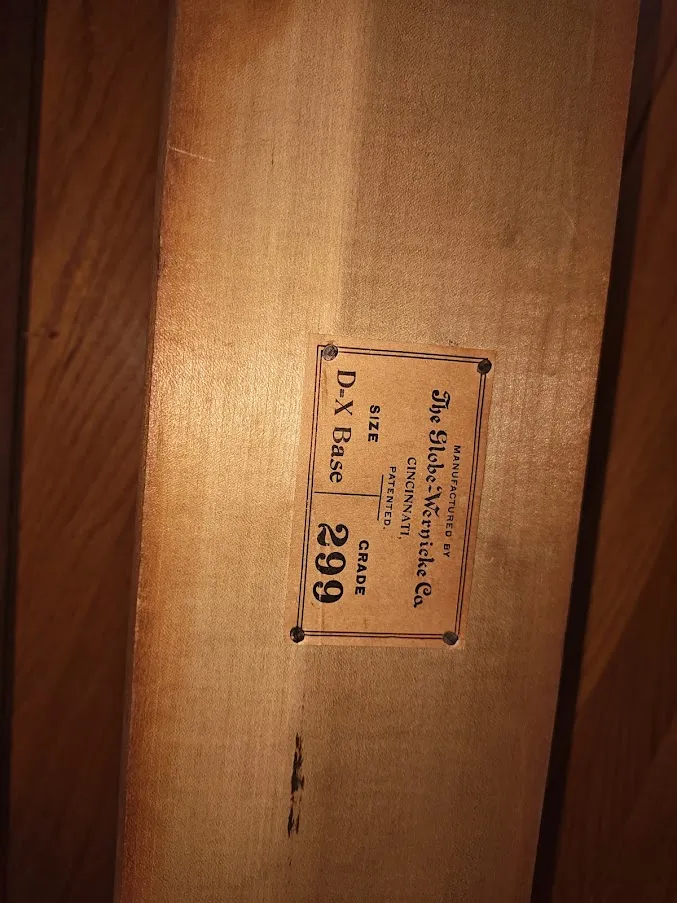 MANUFACTURED BY
The Globe-Wernicke Co.
CINCINNATI.
PATENTED.
SIZE
D-X Base
GRADE
299